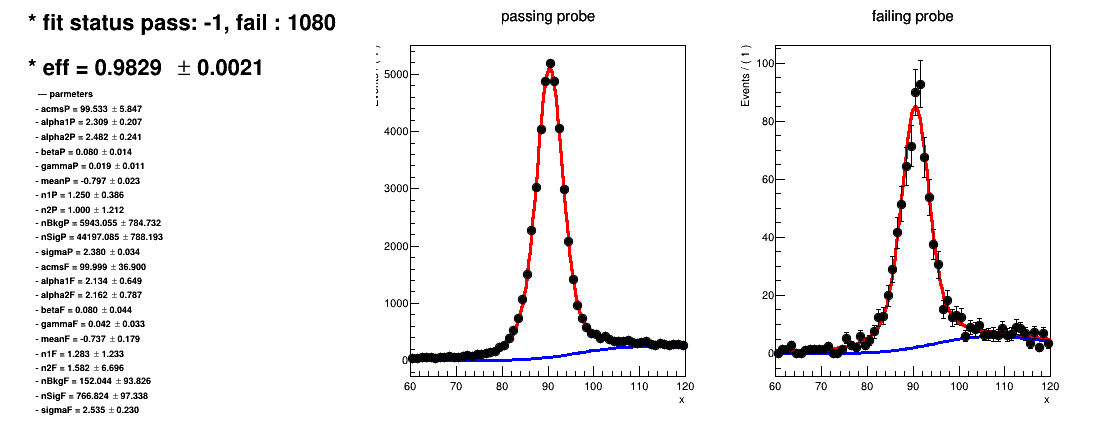 * fit status pass: -1, fail : 1080
* eff = 0.9829 ± 0.0021
--- parmeters
- acmsP = 99.533 ± 5.847
- alpha1P = 2.309 ± 0.207
- alpha2P = 2.482 ± 0.241
- betaP = 0.080 ± 0.014
- gammaP = 0.019 ± 0.011
- meanP = -0.797 ± 0.023
- n1P = 1.250 ± 0.386
- n2P = 1.000 ± 1.212
- nBkgP = 5943.055 ± 784.732
- nSigP = 44197.085 ± 788.193
- sigmaP = 2.380 ± 0.034
- acmsF = 99.999 ± 36.900
- alpha1F = 2.134 ± 0.649
- alpha2F = 2.162 ± 0.787
- betaF = 0.080 ± 0.044
- gammaF = 0.042 ± 0.033
- meanF = -0.737 ± 0.179
- n1F = 1.283 ± 1.233
- n2F = 1.582 ± 6.696
- nBkgF = 152.044 ± 93.826
- nSigF = 766.824 ± 97.338
- sigmaF = 2.535 ± 0.230
passing probe
5000
4000
3000
2000
1000
0
60 70 80 90 100 110 120
x
failing probe
Events / ( 1 )
100
80
60
40
20
0
60 70 80 90 100 110 120
x